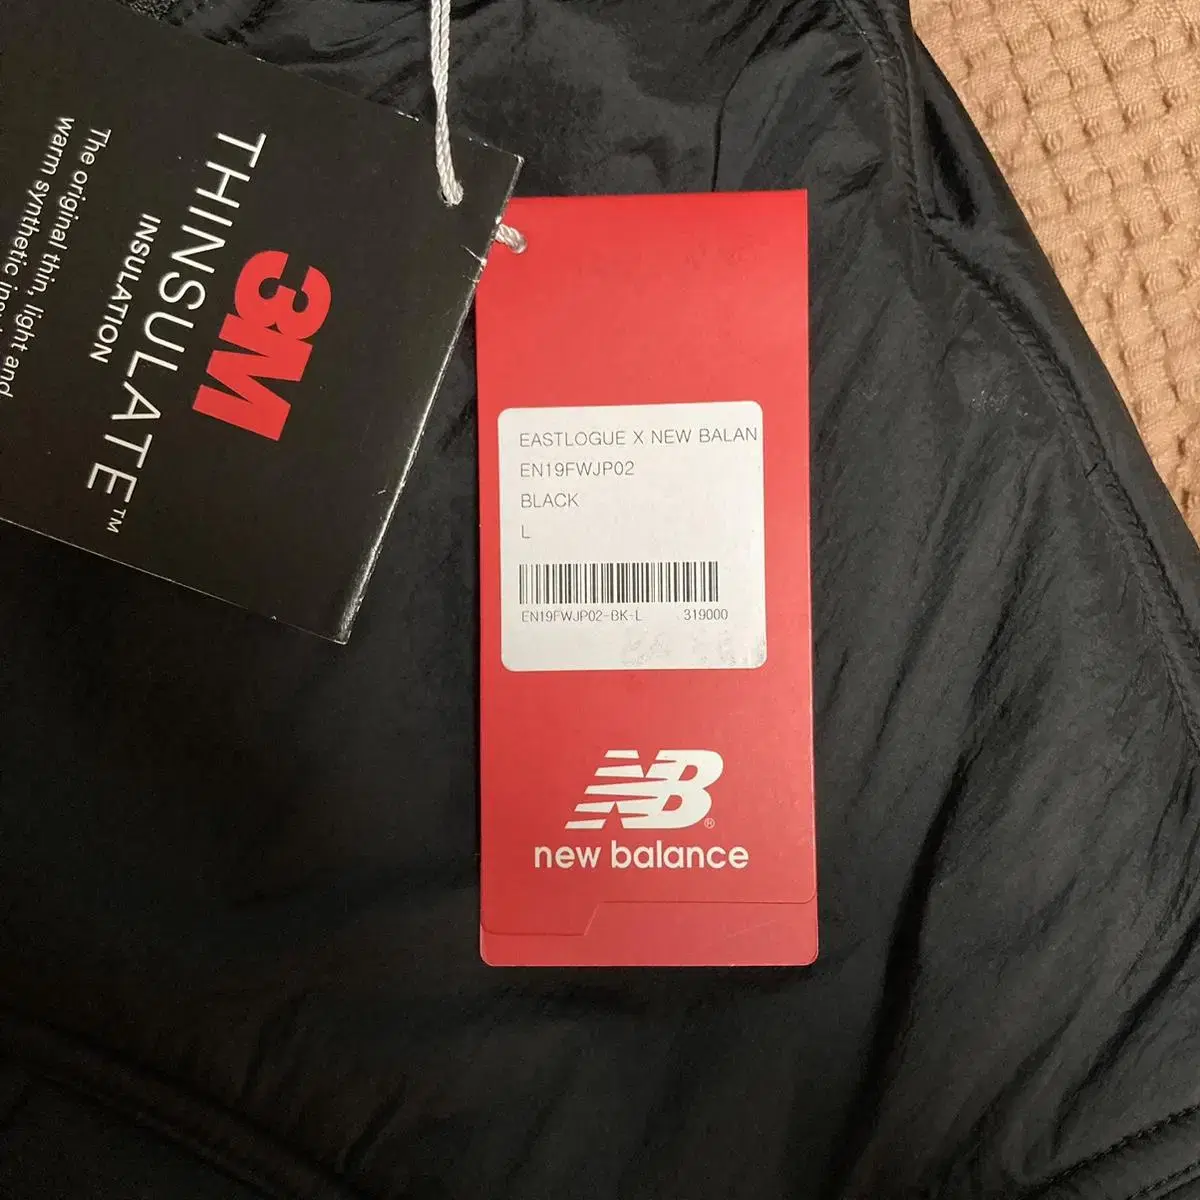 3M
THINSULATE™
INSULATION
The original thin, light and
warm synthetic
EASTLOGUE X NEW BALAN
EN19FWJP02
BLACK
L
EN19FWJP02-BK-L 319000
NB®
new balance